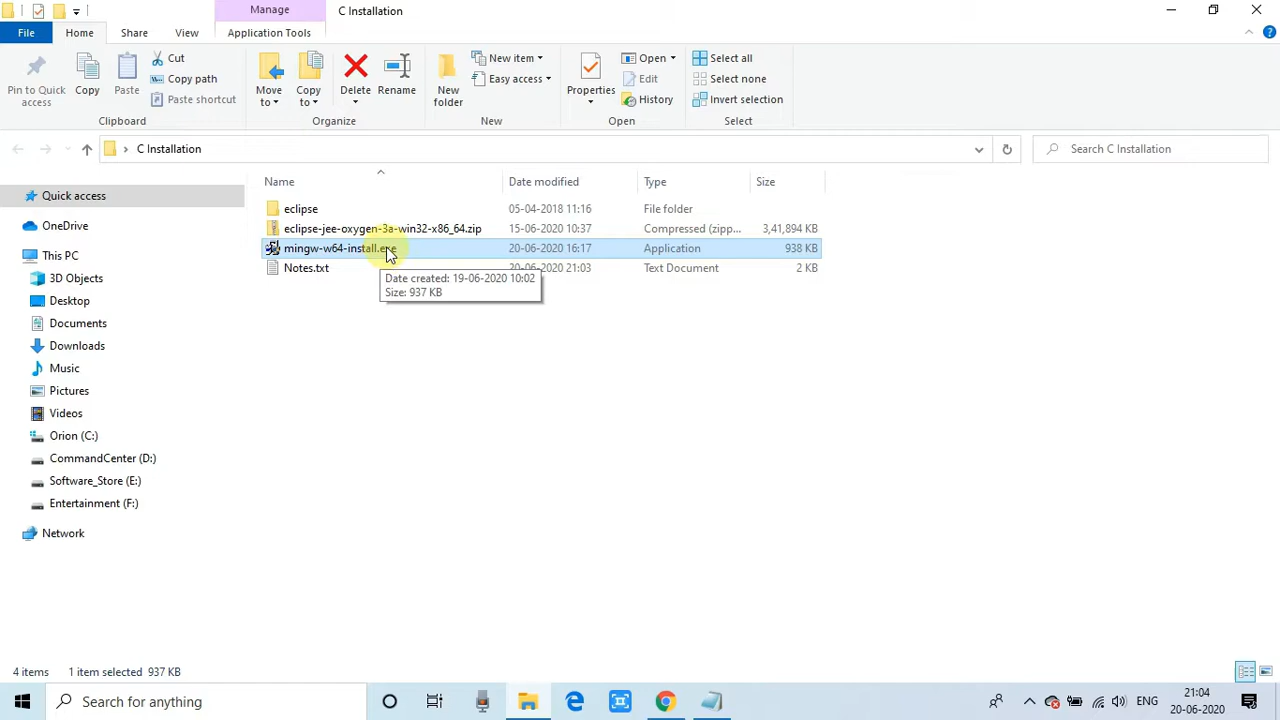 Manage
C Installation
File
Home
Share
View
Application Tools
Pin to Quick access
Copy
Paste
Cut
Copy path
Paste shortcut
Clipboard
Move to
Copy to
Delete
Rename
Organize
New folder
New item
Easy access
New
Properties
Open
Edit
History
Open
Select all
Select none
Invert selection
Select
C Installation
Search C Installation
Name
Date modified
Type
Size
eclipse 05-04-2018 11:16 File folder
eclipse-jee-oxygen-3a-win32-x86_64.zip 15-06-2020 10:37 Compressed (zipp... 3,41,894 KB
mingw-w64-install.exe 20-06-2020 16:17 Application 938 KB
Notes.txt 20-06-2020 21:03 Text Document 2 KB
Date created: 19-06-2020 10:02
Size: 937 KB
Quick access
OneDrive
This PC
3D Objects
Desktop
Documents
Downloads
Music
Pictures
Videos
Orion (C:)
CommandCenter (D:)
Software_Store (E:)
Entertainment (F:)
Network
4 items 1 item selected 937 KB
Search for anything
ENG
21:04
20-06-2020